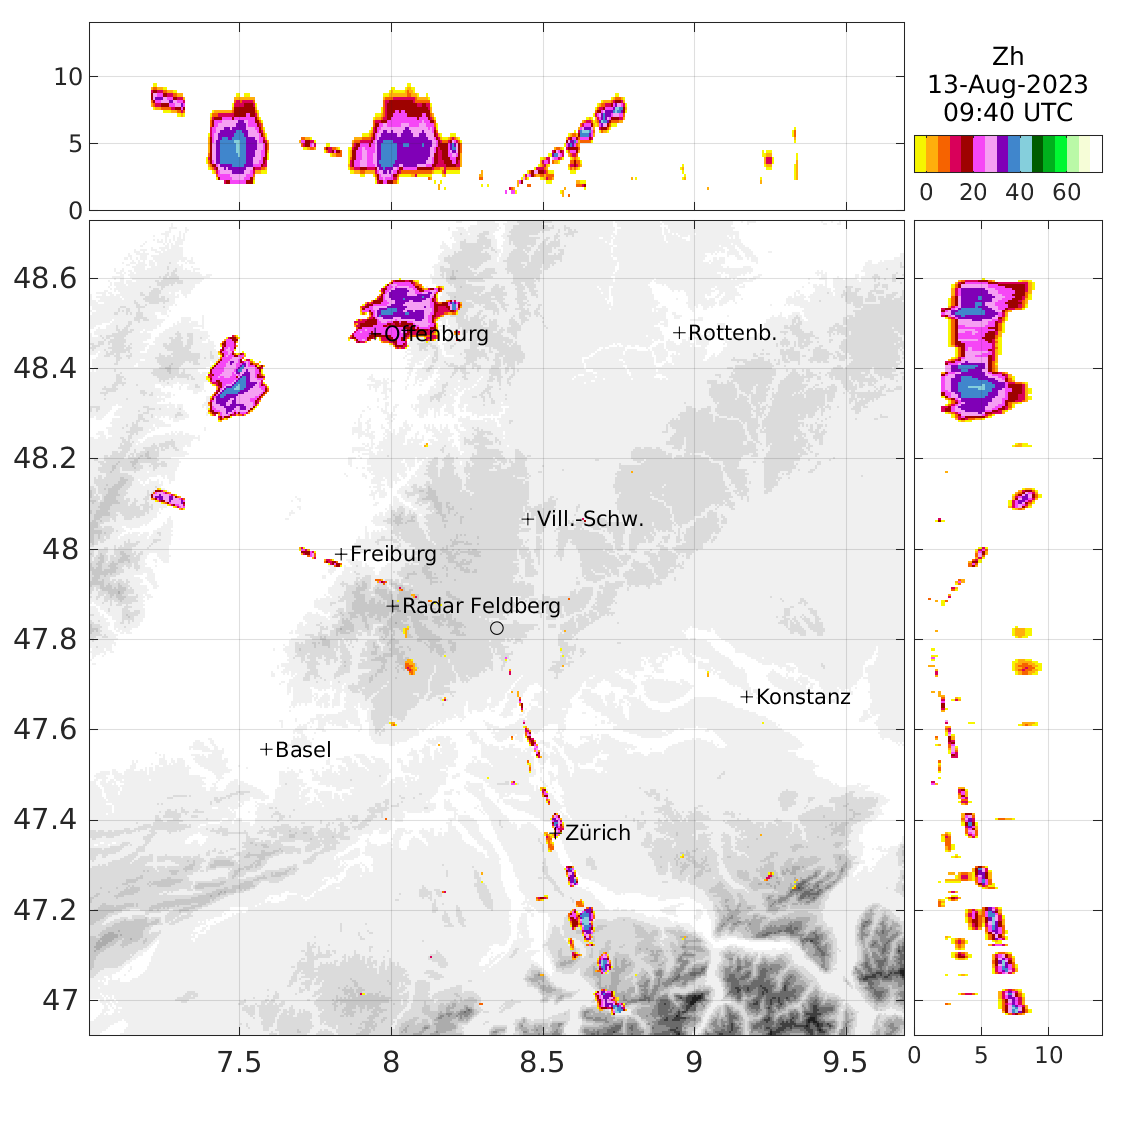 10
5
0
Zh
13-Aug-2023
09:40 UTC
0 20 40 60
48.6
48.4
48.2
48
47.8
47.6
47.4
47.2
47
Offenburg
Rottenb.
Vill.-Schw.
Freiburg
Radar Feldberg
Konstanz
Basel
Zürich
7.5 8 8.5 9 9.5
0 5 10